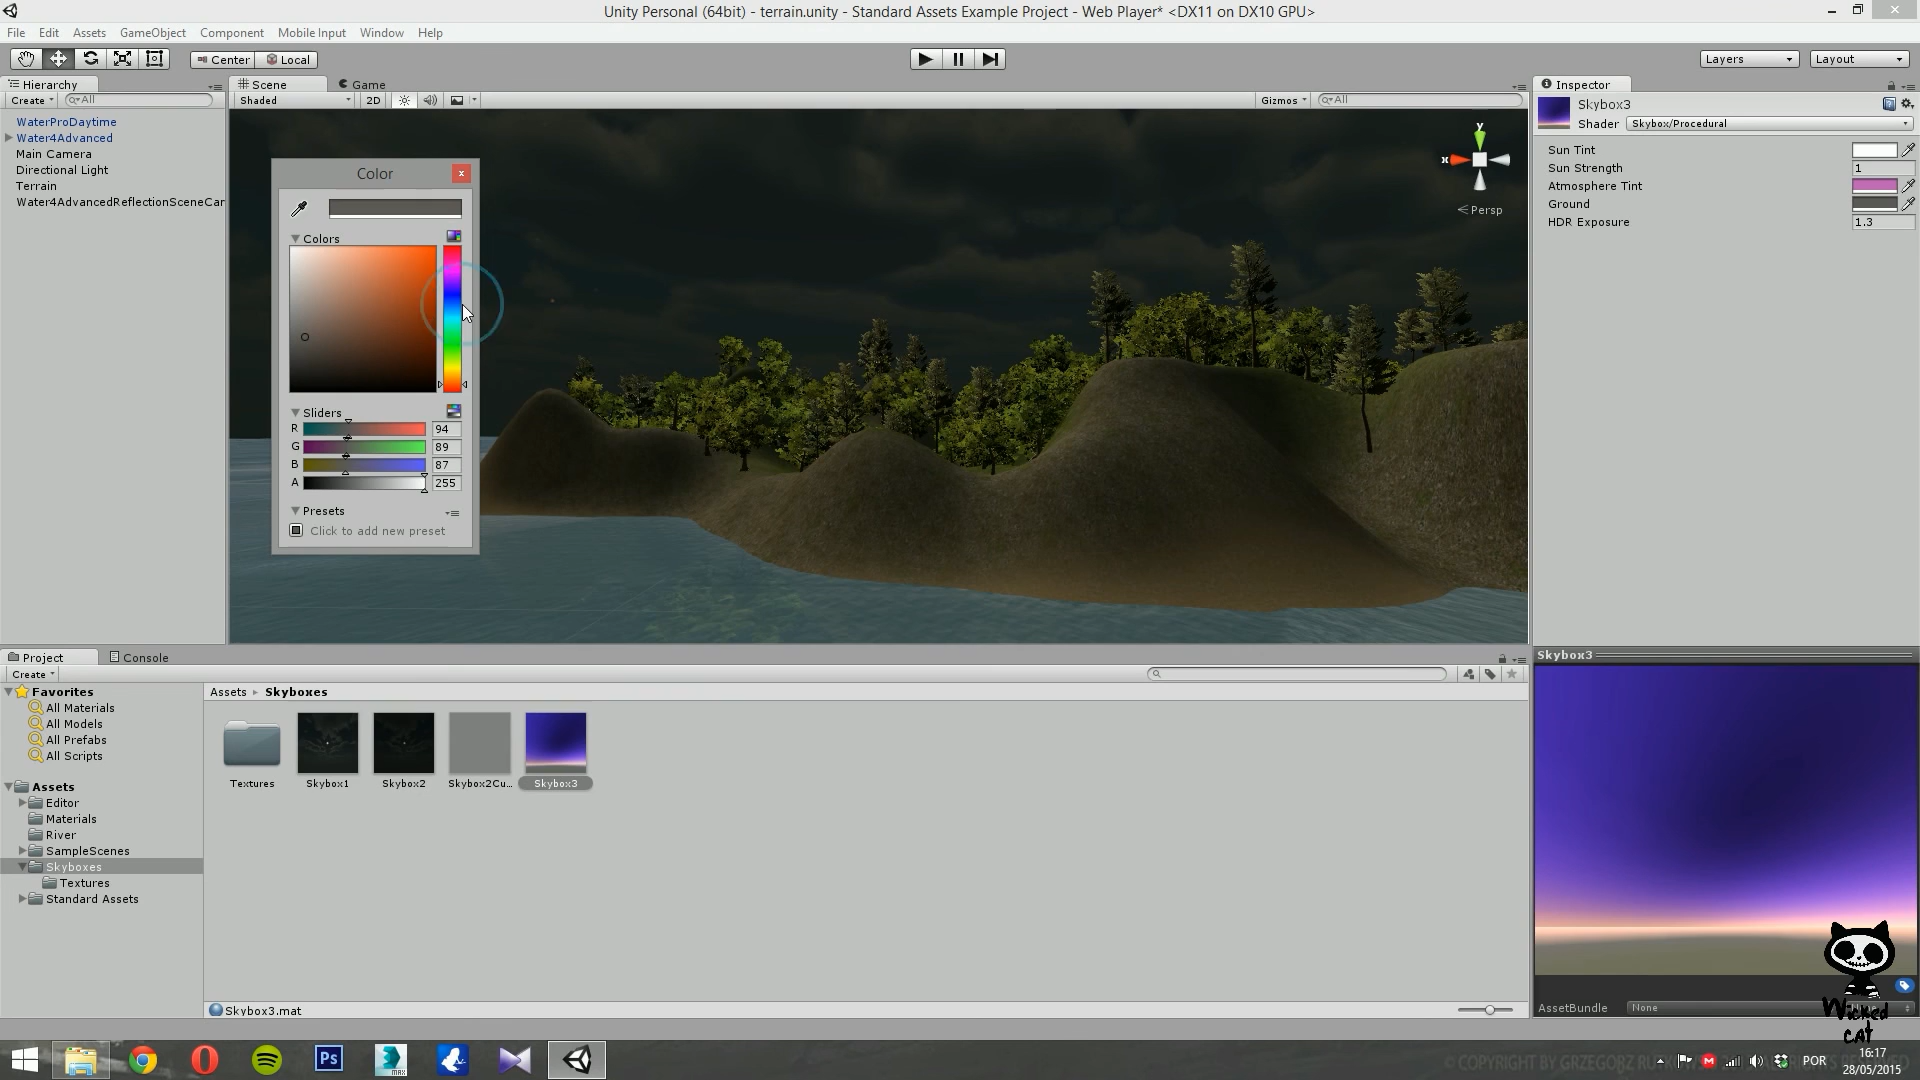 Unity Personal (64bit) - terrain.unity - Standard Assets Example Project - Web Player* <DX11 on DX10 GPU>
File Edit Assets GameObject Component Mobile Input Window Help
Center Local Layers Layout
Hierarchy
Create All
WaterProDaytime
Water4Advanced
Main Camera
Directional Light
Terrain
Water4AdvancedReflectionSceneCar
Scene Game
Shaded 2D Gizmos All
y
x
Persp
Color
Colors
Sliders
R 94
G 89
B 87
A 255
Presets
Click to add new preset
Inspector
Skybox3
Shader Skybox/Procedural
Sun Tint
Sun Strength 1
Atmosphere Tint
Ground
HDR Exposure 1.3
Project Console
Create
Favorites
All Materials
All Models
All Prefabs
All Scripts
Assets
Editor
Materials
River
SampleScenes
Skyboxes
Textures
Standard Assets
Assets Skyboxes
Textures Skybox1 Skybox2 Skybox2Cu... Skybox3
Skybox3.mat
Skybox3
AssetBundle None
Wicked
cat
Ps
MAX
POR
16:17
28/05/2015